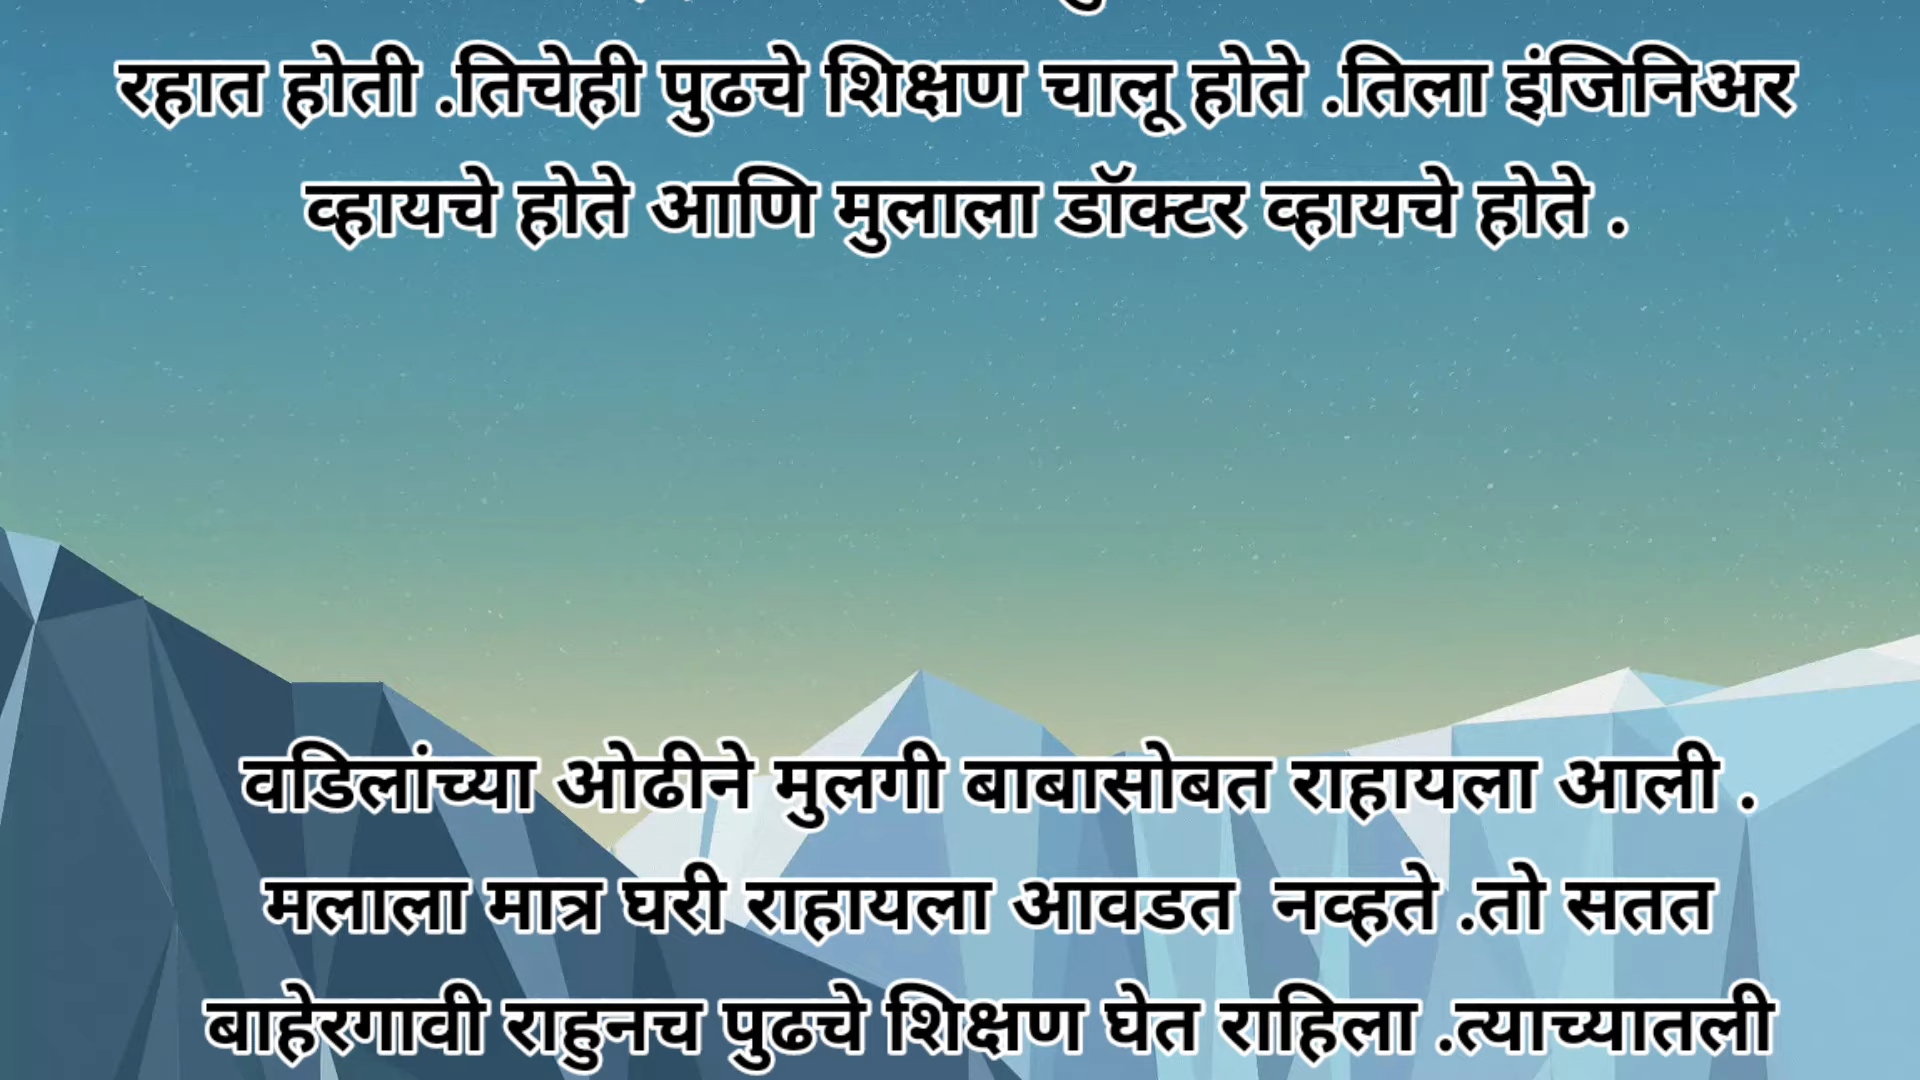 रहात होती .तिचेही पुढचे शिक्षण चालू होते .तिला इंजिनिअर
व्हायचे होते आणि मुलाला डॉक्टर व्हायचे होते .
वडिलांच्या ओढीने मुलगी बाबासोबत राहायला आली .
मलाला मात्र घरी राहायला आवडत नव्हते .तो सतत
बाहेरगावी राहुनच पुढचे शिक्षण घेत राहिला .त्याच्यातली